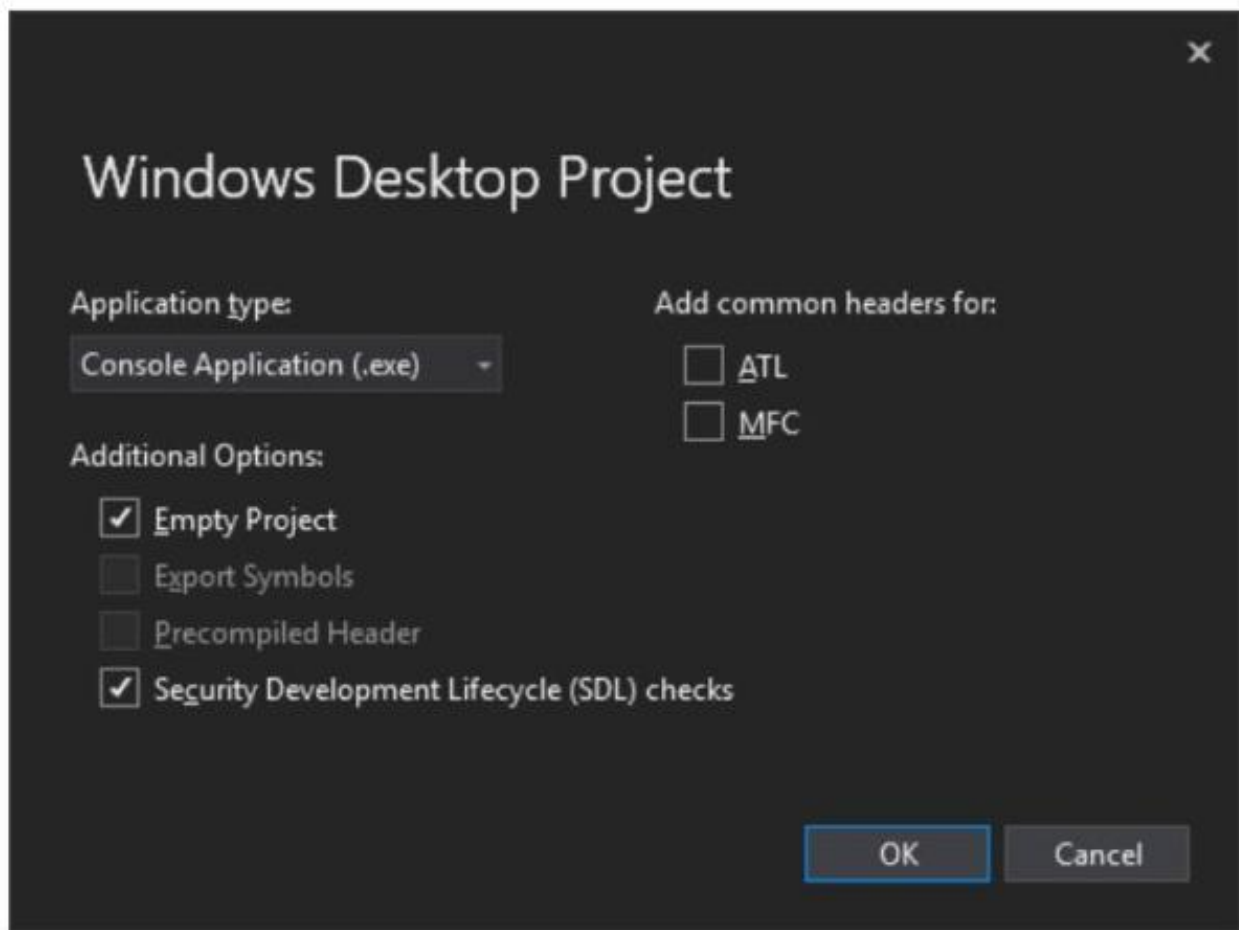 Windows Desktop Project
Application type:
Console Application (.exe)
Additional Options:
Empty Project
Export Symbols
Precompiled Header
Security Development Lifecycle (SDL) checks
Add common headers for:
ATL
MFC
OK
Cancel